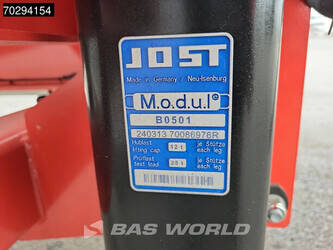 70294154
JOST
Made in Germany / Neu-Isenburg
M.o.d.u.l
B0501
240313 70086976R
Hublast lifting cap. 12 t je Stütze each leg
Prüflast test load 25 t je Stütze each leg
BAS WORLD